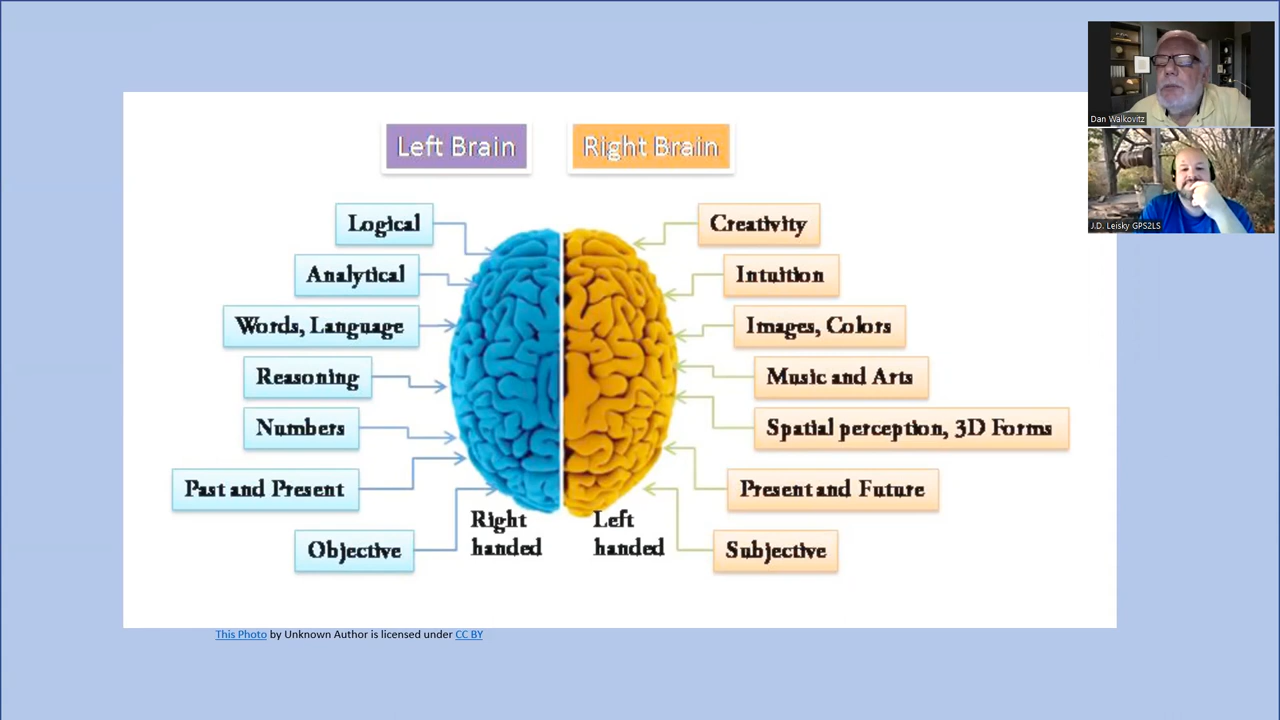 Left Brain
Right Brain
Logical
Analytical
Words, Language
Reasoning
Numbers
Past and Present
Objective
Right
handed
Left
handed
Creativity
Intuition
Images, Colors
Music and Arts
Spatial perception, 3D Forms
Present and Future
Subjective
This Photo by Unknown Author is licensed under CC BY
Dan Walkovitz
J.D. Leisky GPS2LS